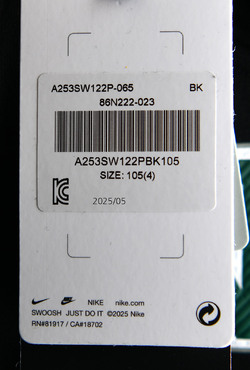 A253SW122P-065 BK
86N222-023
A253SW122PBK105
SIZE: 105(4)
2025/05
NIKE nike.com
SWOOSH JUST DO IT ©2025 Nike
RN#81917 / CA#18702